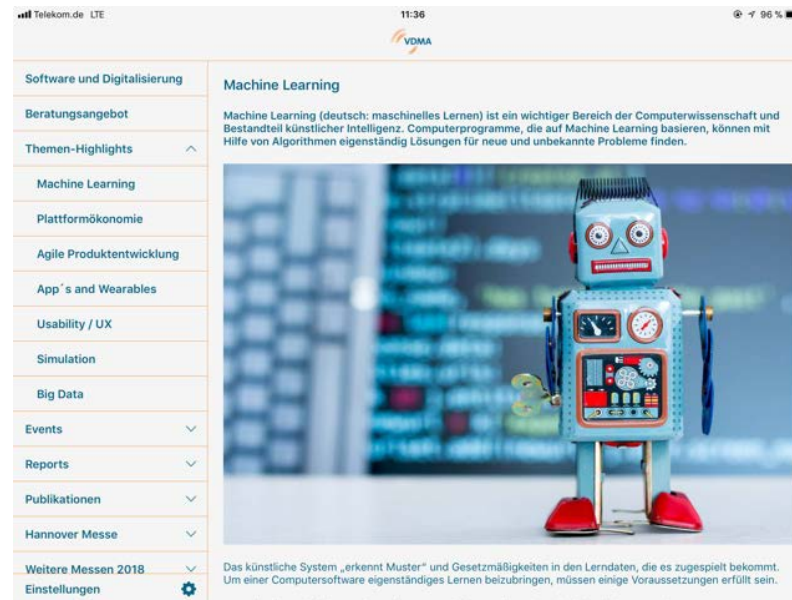 Telekom.de LTE
11:36
96 %
VDMA
Software und Digitalisierung
Beratungsangebot
Themen-Highlights
Machine Learning
Plattformökonomie
Agile Produktentwicklung
App´s and Wearables
Usability / UX
Simulation
Big Data
Events
Reports
Publikationen
Hannover Messe
Weitere Messen 2018
Einstellungen
Machine Learning
Machine Learning (deutsch: maschinelles Lernen) ist ein wichtiger Bereich der Computerwissenschaft und
Bestandteil künstlicher Intelligenz. Computerprogramme, die auf Machine Learning basieren, können mit
Hilfe von Algorithmen eigenständig Lösungen für neue und unbekannte Probleme finden.
Das künstliche System „erkennt Muster“ und Gesetzmäßigkeiten in den Lerndaten, die es zugespielt bekommt.
Um einer Computersoftware eigenständiges Lernen beizubringen, müssen einige Voraussetzungen erfüllt sein.